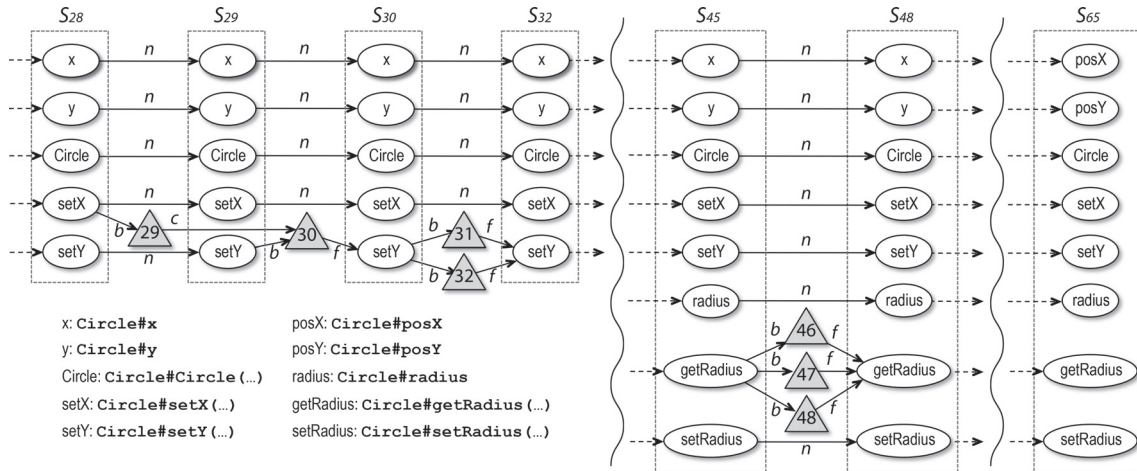 S28 S29 S30 S32 S45 S48 S65
x n x n x n x x n x posX
y n y n y n y y n y posY
Circle n Circle n Circle n Circle Circle n Circle Circle
setX n setX n setX n setX setX n setX setX
b 29 c 30 b 31 f
setY n setY b f setY b 32 f setY setY n setY setY
radius n radius radius
b 46 f
getRadius b 47 f getRadius getRadius
b 48 f
setRadius n setRadius setRadius
x: Circle#x
y: Circle#y
Circle: Circle#Circle(…)
setX: Circle#setX(…)
setY: Circle#setY(…)
posX: Circle#posX
posY: Circle#posY
radius: Circle#radius
getRadius: Circle#getRadius(…)
setRadius: Circle#setRadius(…)